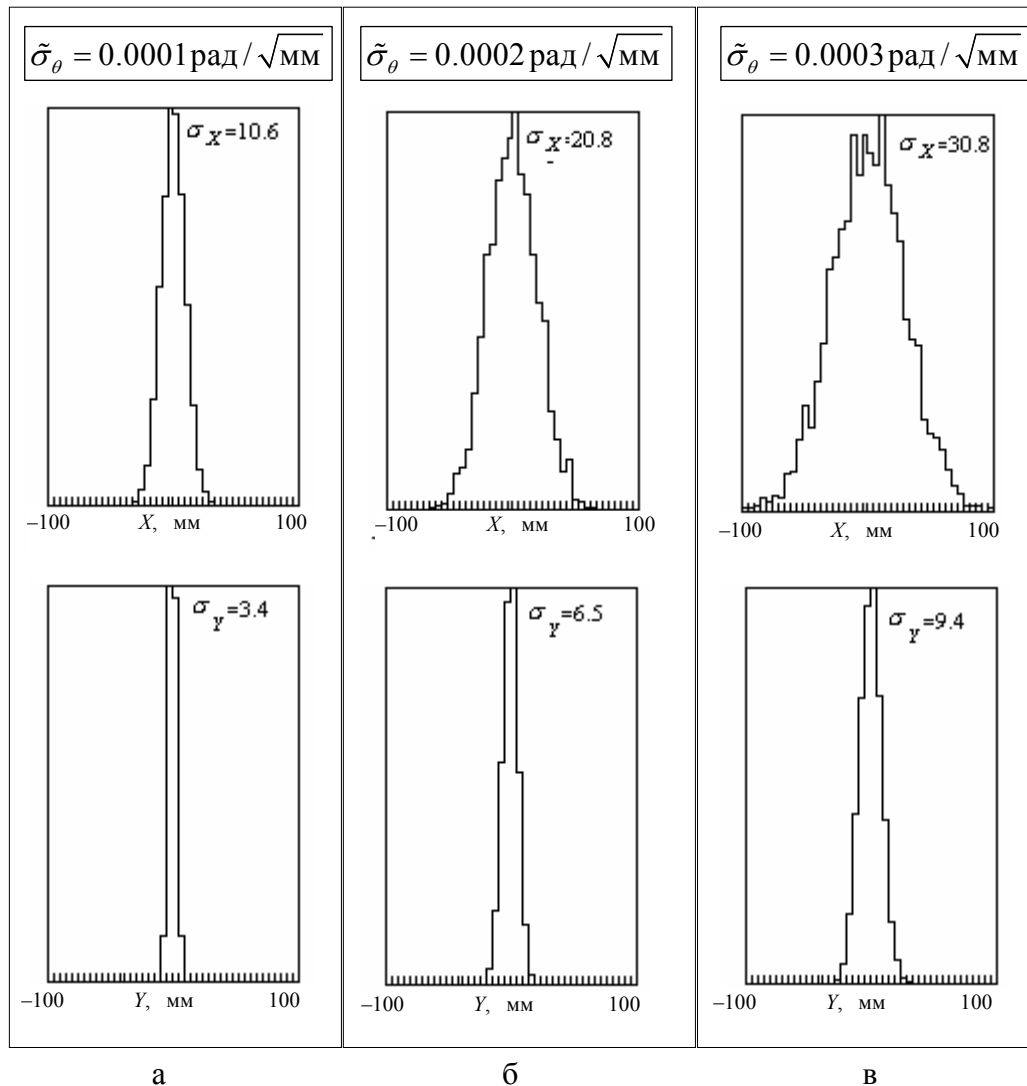 σ̃_θ = 0.0001 рад / √мм
σ_X=10.6
–100 X, мм 100
σ_Y=3.4
–100 Y, мм 100
а
σ̃_θ = 0.0002 рад / √мм
σ_X=20.8
–100 X, мм 100
σ_Y=6.5
–100 Y, мм 100
б
σ̃_θ = 0.0003 рад / √мм
σ_X=30.8
–100 X, мм 100
σ_Y=9.4
–100 Y, мм 100
в